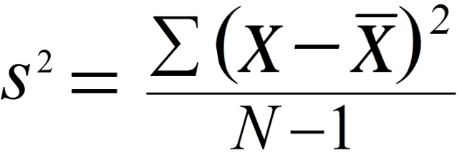 s² = ∑ (X − X̄)² / N − 1